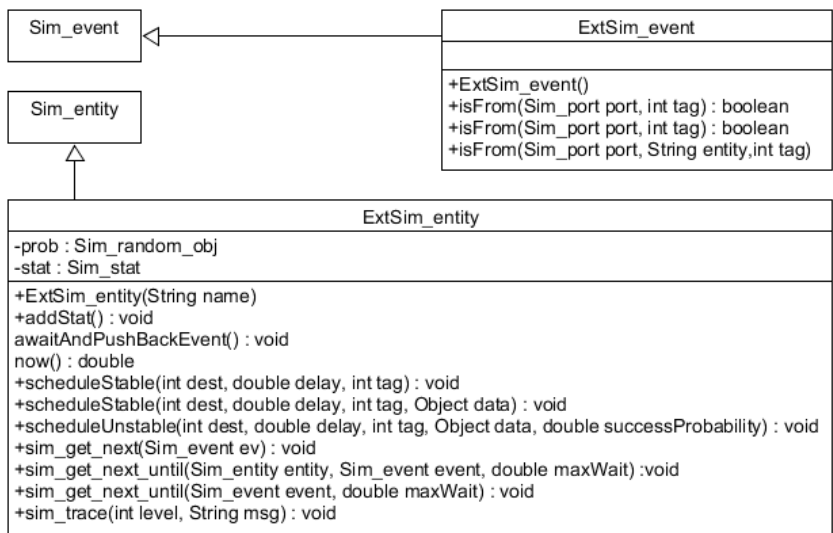 Sim_event
ExtSim_event
+ExtSim_event()
+isFrom(Sim_port port, int tag) : boolean
+isFrom(Sim_port port, int tag) : boolean
+isFrom(Sim_port port, String entity,int tag)
Sim_entity
ExtSim_entity
-prob : Sim_random_obj
-stat : Sim_stat
+ExtSim_entity(String name)
+addStat() : void
awaitAndPushBackEvent() : void
now() : double
+scheduleStable(int dest, double delay, int tag) : void
+scheduleStable(int dest, double delay, int tag, Object data) : void
+scheduleUnstable(int dest, double delay, int tag, Object data, double successProbability) : void
+sim_get_next(Sim_event ev) : void
+sim_get_next_until(Sim_entity entity, Sim_event event, double maxWait) :void
+sim_get_next_until(Sim_event event, double maxWait) : void
+sim_trace(int level, String msg) : void